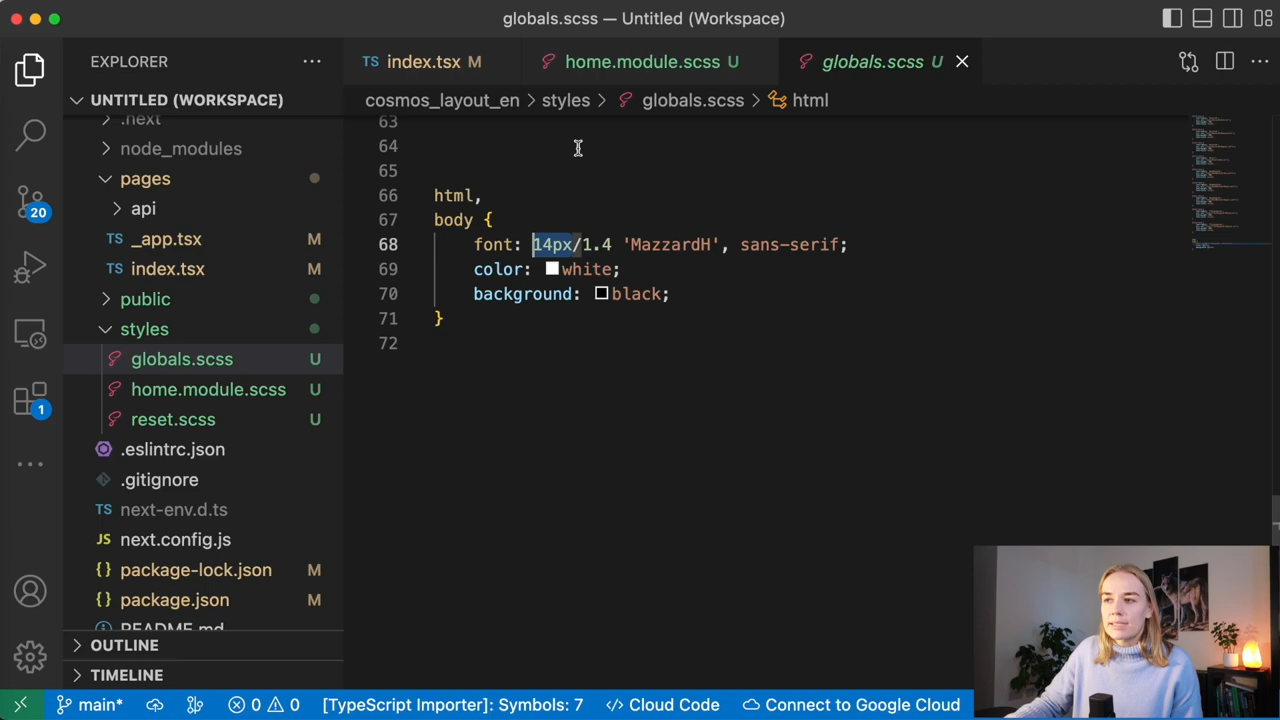 globals.scss — Untitled (Workspace)
EXPLORER
UNTITLED (WORKSPACE)
.next
node_modules
pages
api
TS _app.tsx M
TS index.tsx M
public
styles
globals.scss U
home.module.scss U
reset.scss U
.eslintrc.json
.gitignore
TS next-env.d.ts
JS next.config.js
{} package-lock.json M
{} package.json M
README.md
OUTLINE
TIMELINE
20
1
TS index.tsx M
home.module.scss U
globals.scss U
cosmos_layout_en > styles > globals.scss > html
63
64
65
66 html,
67 body {
68 font: 14px/1.4 'MazzardH', sans-serif;
69 color: white;
70 background: black;
71 }
72
main* 0 0 [TypeScript Importer]: Symbols: 7 </> Cloud Code Connect to Google Cloud